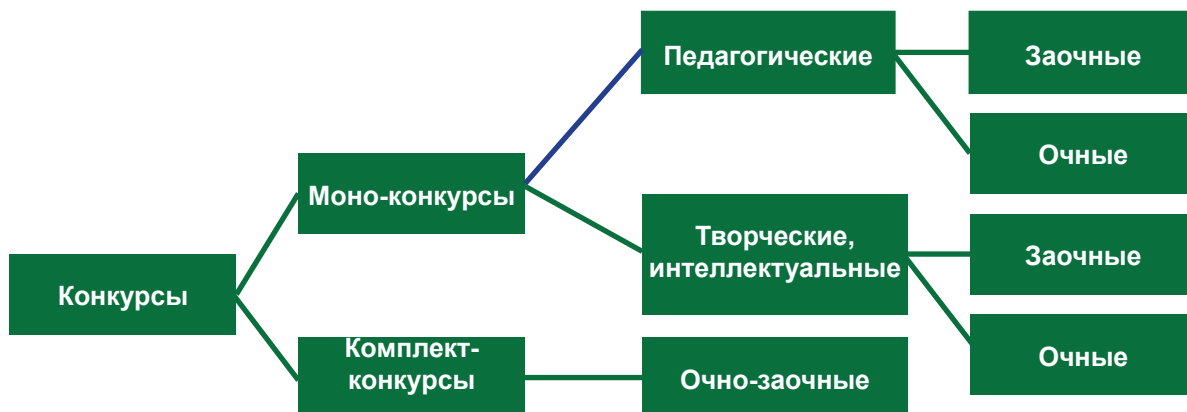 Педагогические
Заочные
Очные
Моно-конкурсы
Творческие,
интеллектуальные
Заочные
Конкурсы
Очные
Комплект-
конкурсы
Очно-заочные